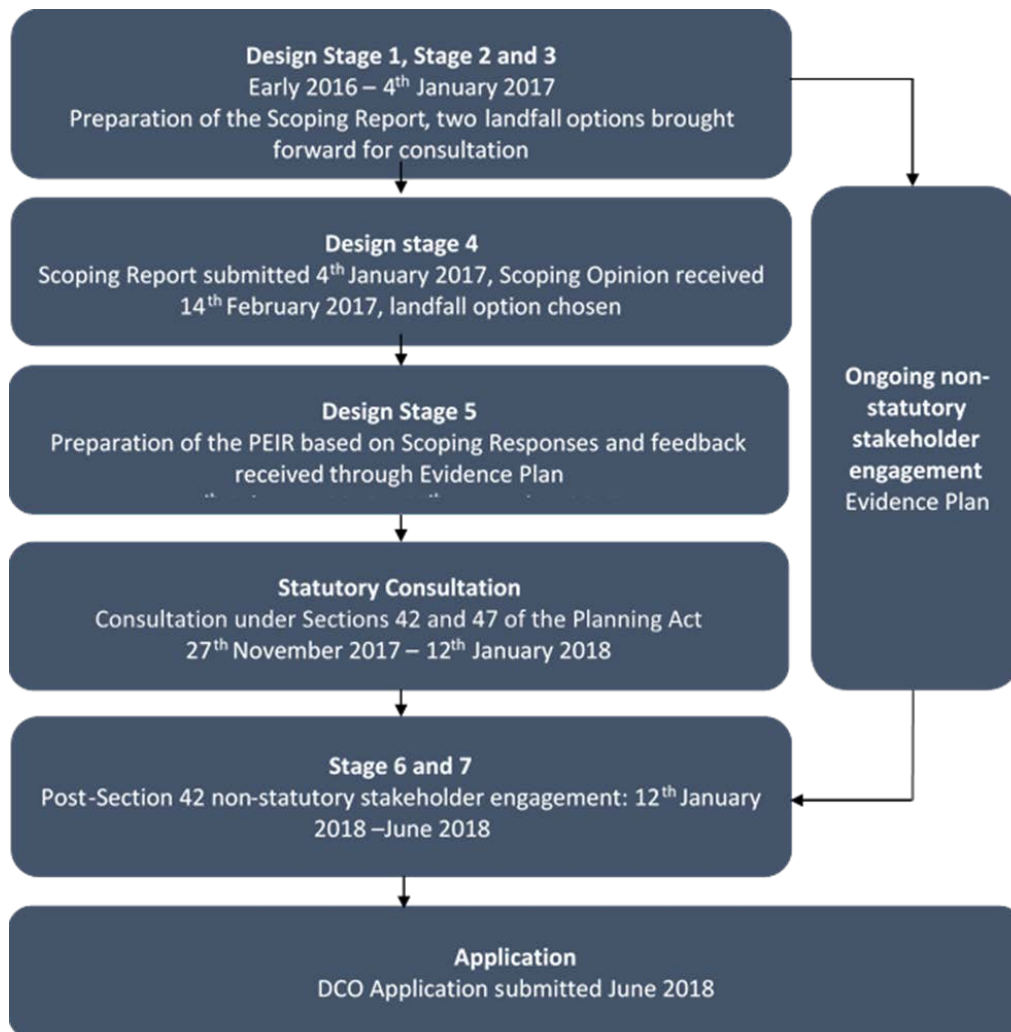 Design Stage 1, Stage 2 and 3
Early 2016 – 4th January 2017
Preparation of the Scoping Report, two landfall options brought
forward for consultation
Design stage 4
Scoping Report submitted 4th January 2017, Scoping Opinion received
14th February 2017, landfall option chosen
Design Stage 5
Preparation of the PEIR based on Scoping Responses and feedback
received through Evidence Plan
Statutory Consultation
Consultation under Sections 42 and 47 of the Planning Act
27th November 2017 – 12th January 2018
Stage 6 and 7
Post-Section 42 non-statutory stakeholder engagement: 12th January
2018 –June 2018
Ongoing non-
statutory
stakeholder
engagement
Evidence Plan
Application
DCO Application submitted June 2018